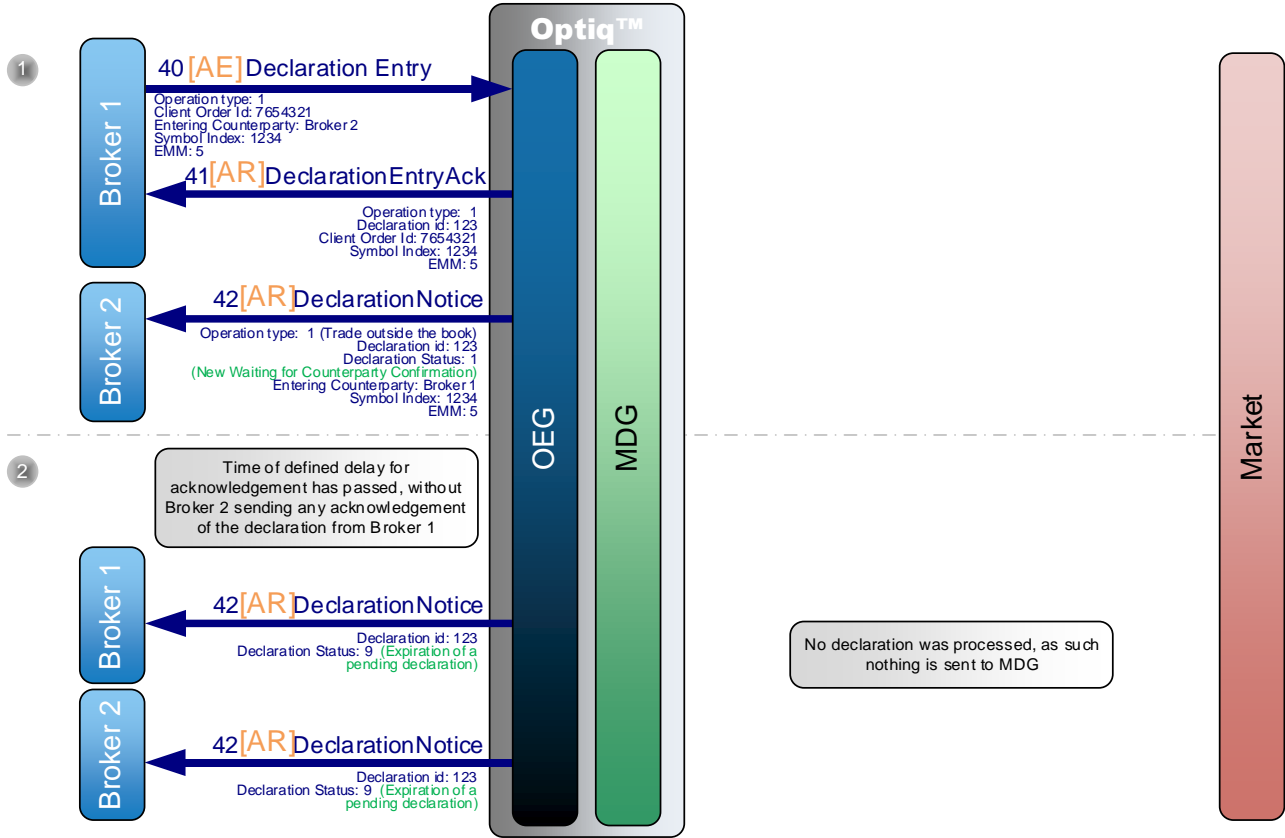 Optiq™
1
Broker 1
40 [AE] Declaration Entry
Operation type: 1
Client Order Id: 7654321
Entering Counterparty: Broker 2
Symbol Index: 1234
EMM: 5
41 [AR] DeclarationEntryAck
Operation type: 1
Declaration id: 123
Client Order Id: 7654321
Symbol Index: 1234
EMM: 5
Broker 2
42 [AR] DeclarationNotice
Operation type: 1 (Trade outside the book)
Declaration id: 123
Declaration Status: 1
(New Waiting for Counterparty Confirmation)
Entering Counterparty: Broker 1
Symbol Index: 1234
EMM: 5
OEG
MDG
Market
2
Time of defined delay for
acknowledgement has passed, without
Broker 2 sending any acknowledgement
of the declaration from Broker 1
Broker 1
42 [AR] DeclarationNotice
Declaration id: 123
Declaration Status: 9 (Expiration of a
pending declaration)
No declaration was processed, as such
nothing is sent to MDG
Broker 2
42 [AR] DeclarationNotice
Declaration id: 123
Declaration Status: 9 (Expiration of a
pending declaration)